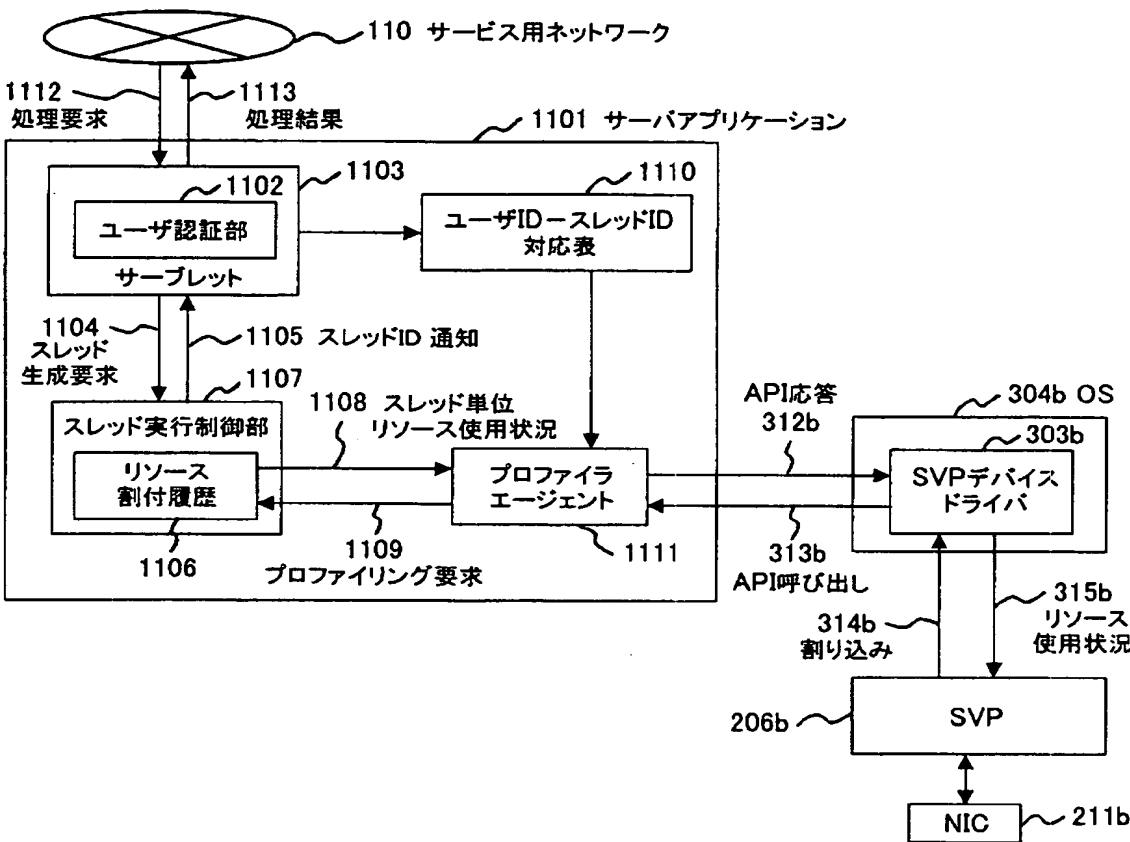 110 サービス用ネットワーク
1112
処理要求
1113
処理結果
1101 サーバアプリケーション
1103
1102
ユーザ認証部
サーブレット
1110
ユーザID－スレッドID
対応表
1104
スレッド
生成要求
1105 スレッドID 通知
1107
スレッド実行制御部
リソース
割付履歴
1106
1108 スレッド単位
リソース使用状況
1109
プロファイリング要求
プロファイラ
エージェント
1111
API応答
312b
313b
API呼び出し
304b OS
303b
SVPデバイス
ドライバ
314b
割り込み
315b
リソース
使用状況
206b
SVP
NIC
211b